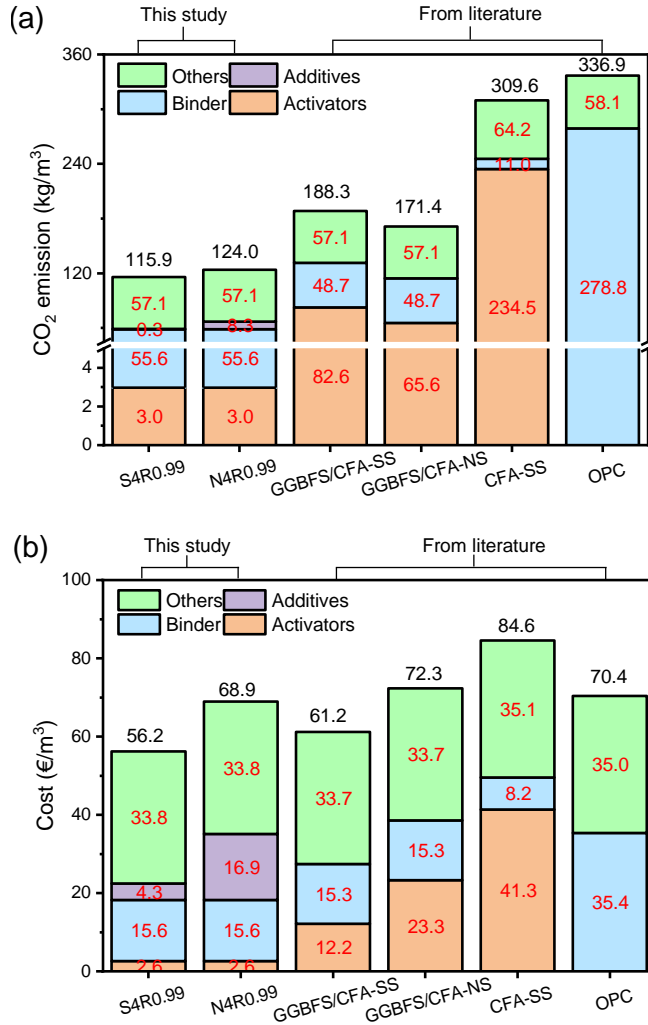 (a)
This study
From literature
360
240
120
4
2
0
CO2 emission (kg/m3)
Others
Additives
Binder
Activators
115.9
57.1
0.3
55.6
3.0
124.0
57.1
8.3
55.6
3.0
188.3
57.1
48.7
82.6
171.4
57.1
48.7
65.6
309.6
64.2
11.0
234.5
336.9
58.1
278.8
S4R0.99
N4R0.99
GGBFS/CFA-SS
GGBFS/CFA-NS
CFA-SS
OPC
(b)
This study
From literature
100
80
60
40
20
0
Cost (€/m3)
Others
Additives
Binder
Activators
56.2
33.8
4.3
15.6
2.6
68.9
33.8
16.9
15.6
2.6
61.2
33.7
15.3
12.2
72.3
33.7
15.3
23.3
84.6
35.1
8.2
41.3
70.4
35.0
35.4
S4R0.99
N4R0.99
GGBFS/CFA-SS
GGBFS/CFA-NS
CFA-SS
OPC